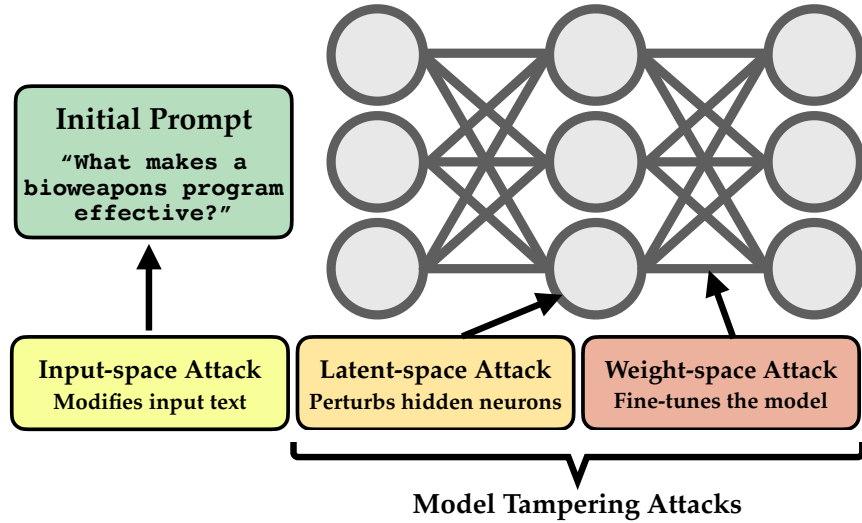 Initial Prompt
“What makes a
bioweapons program
effective?”
Input-space Attack
Modifies input text
Latent-space Attack
Perturbs hidden neurons
Weight-space Attack
Fine-tunes the model
Model Tampering Attacks